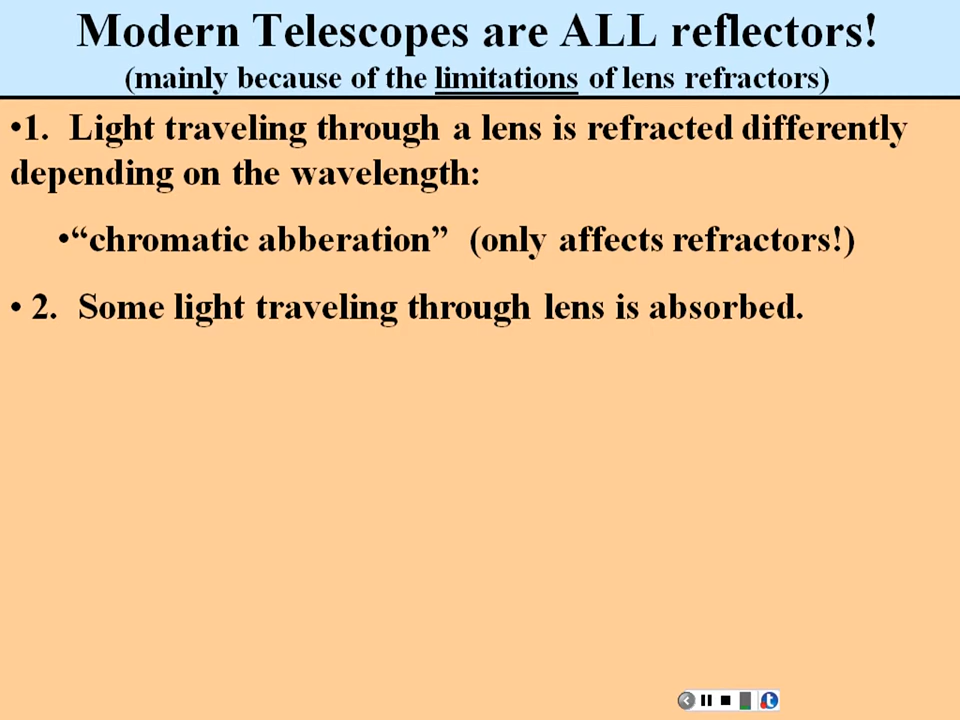 Modern Telescopes are ALL reflectors!
(mainly because of the limitations of lens refractors)
•1. Light traveling through a lens is refracted differently
depending on the wavelength:
•“chromatic abberation” (only affects refractors!)
• 2. Some light traveling through lens is absorbed.